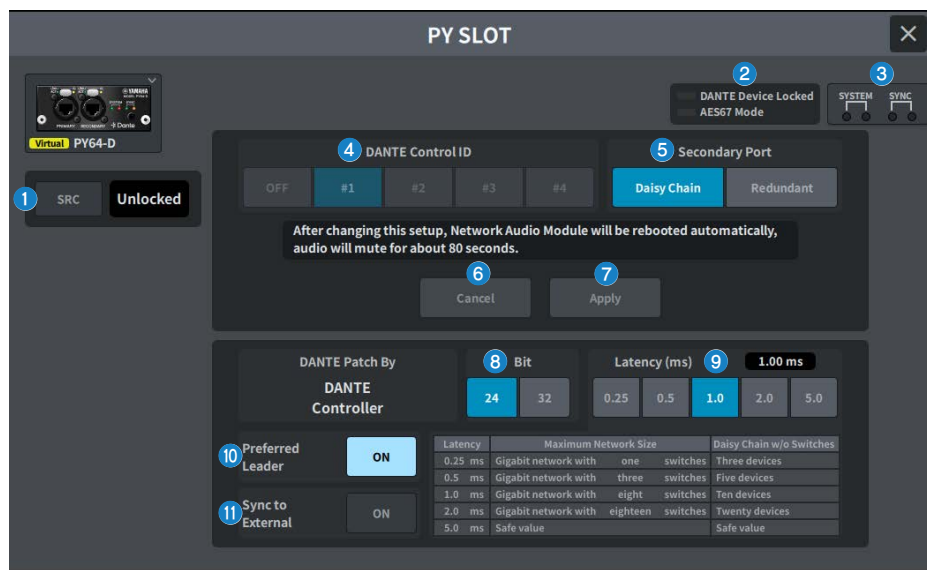 PY SLOT
2
3
DANTE Device Locked
AES67 Mode
SYSTEM SYNC
YAMAHA
PRIMARY SECONDARY Dante
Virtual PY64-D
1
SRC
Unlocked
4 DANTE Control ID
OFF #1 #2 #3 #4
5 Secondary Port
Daisy Chain Redundant
After changing this setup, Network Audio Module will be rebooted automatically,
audio will mute for about 80 seconds.
6
7
Cancel
Apply
DANTE Patch By
DANTE
Controller
8 Bit
24 32
Latency (ms) 9 1.00 ms
0.25 0.5 1.0 2.0 5.0
10 Preferred
Leader
ON
11 Sync to
External
ON
Latency Maximum Network Size Daisy Chain w/o Switches
0.25 ms Gigabit network with one switches Three devices
0.5 ms Gigabit network with three switches Five devices
1.0 ms Gigabit network with eight switches Ten devices
2.0 ms Gigabit network with eighteen switches Twenty devices
5.0 ms Safe value Safe value